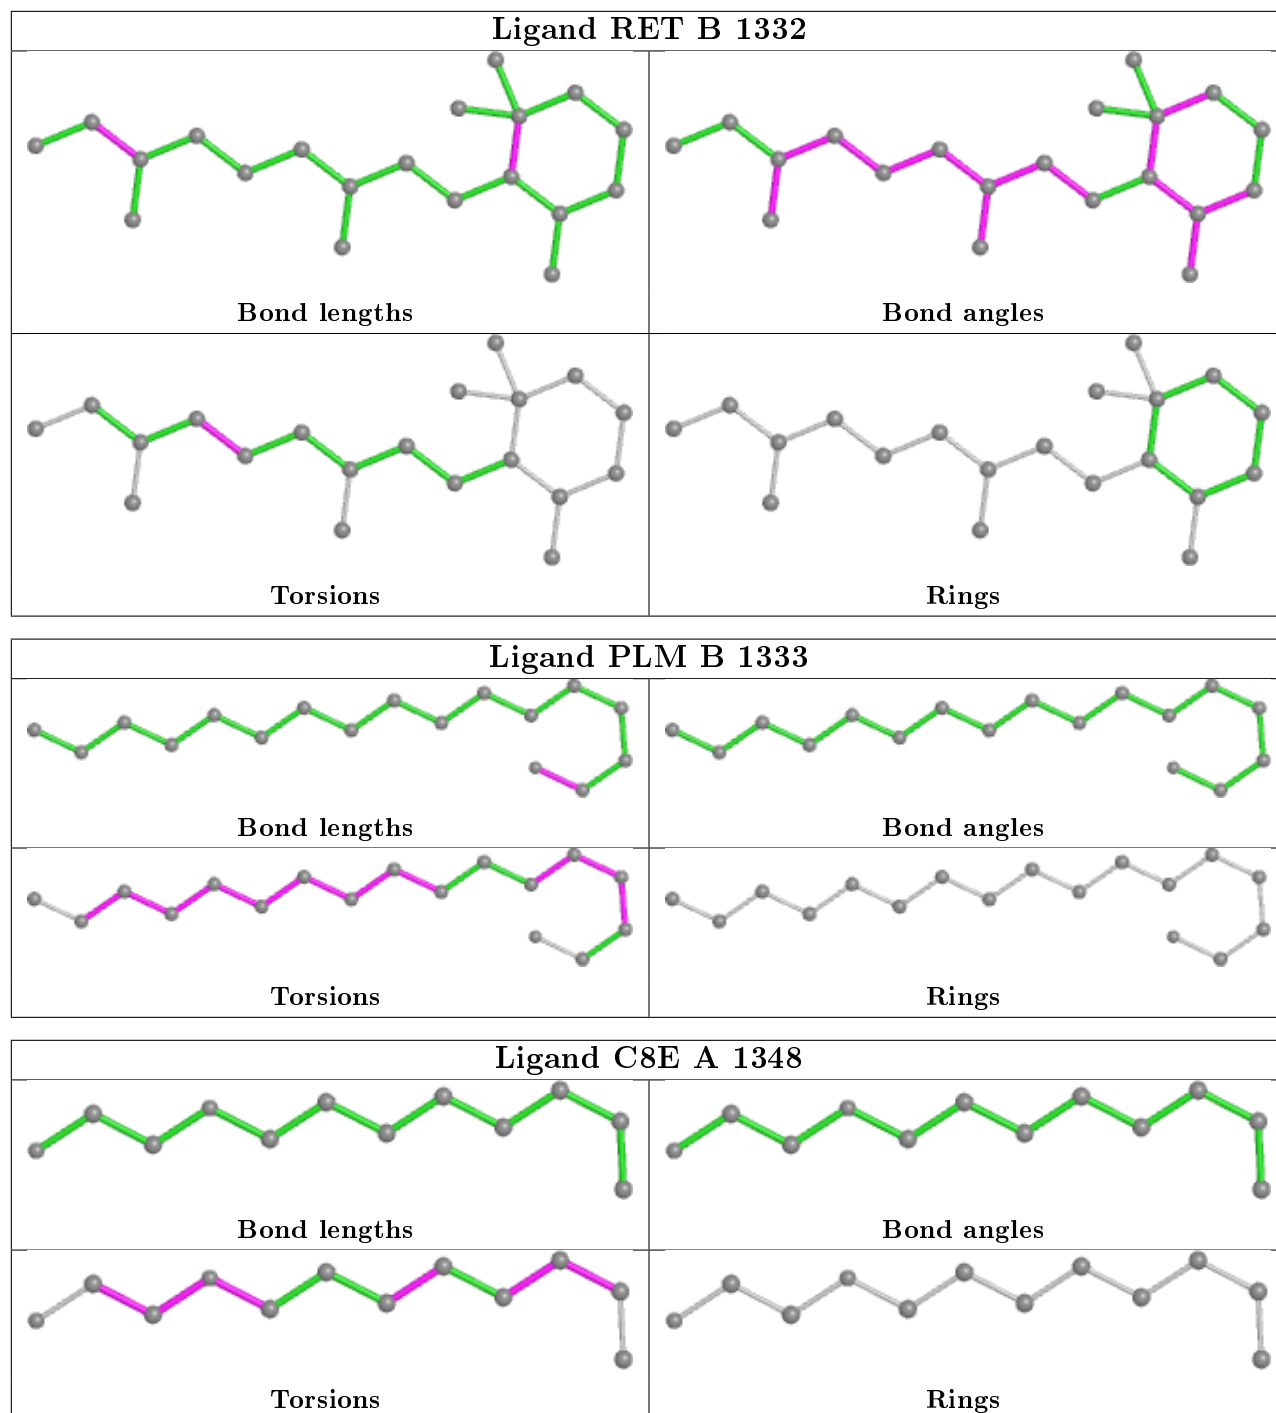 Ligand RET B 1332
Bond lengths
Bond angles
Torsions
Rings
Ligand PLM B 1333
Bond lengths
Bond angles
Torsions
Rings
Ligand C8E A 1348
Bond lengths
Bond angles
Torsions
Rings